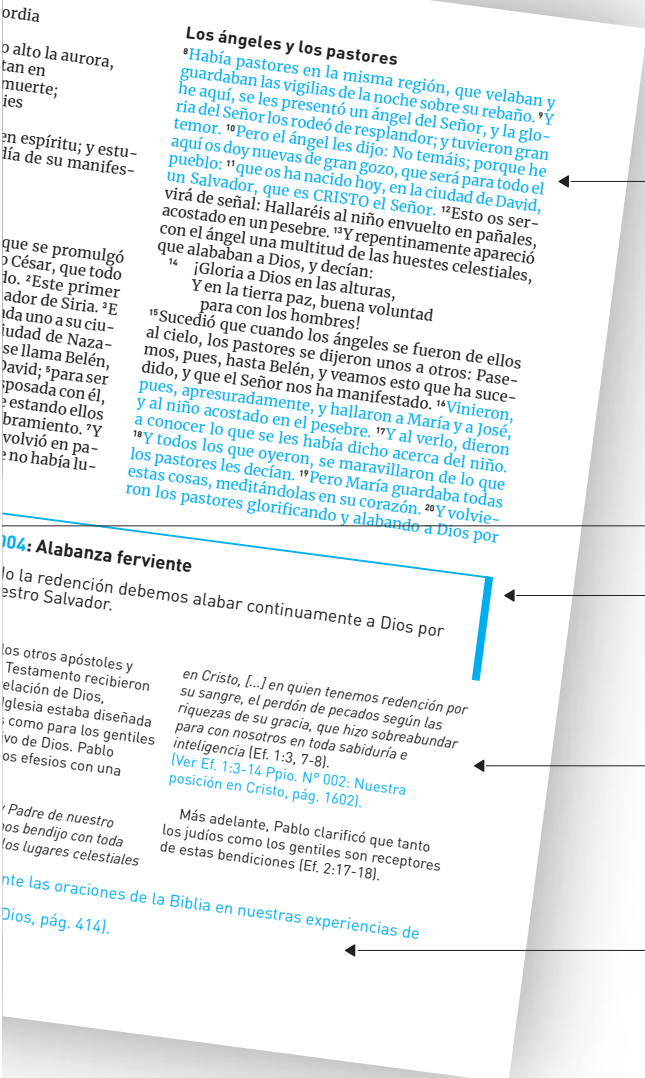 ordia
o alto la aurora,
tan en
muerte;
ies
en espíritu; y estu-
día de su manifes-
que se promulgó
o César, que todo
do. ²Este primer
ador de Siria. ³E
da uno a su ciu-
iudad de Naza-
se llama Belén,
David; ⁵para ser
sposada con él,
e estando ellos
bramiento. ⁷Y
volvió en pa-
e no había lu-
Los ángeles y los pastores
⁸Había pastores en la misma región, que velaban y
guardaban las vigilias de la noche sobre su rebaño. ⁹Y
he aquí, se les presentó un ángel del Señor, y la glo-
ria del Señor los rodeó de resplandor; y tuvieron gran
temor. ¹⁰Pero el ángel les dijo: No temáis; porque he
aquí os doy nuevas de gran gozo, que será para todo el
pueblo: ¹¹que os ha nacido hoy, en la ciudad de David,
un Salvador, que es CRISTO el Señor. ¹²Esto os ser-
virá de señal: Hallaréis al niño envuelto en pañales,
acostado en un pesebre. ¹³Y repentinamente apareció
con el ángel una multitud de las huestes celestiales,
que alababan a Dios, y decían:
¹⁴ ¡Gloria a Dios en las alturas,
Y en la tierra paz, buena voluntad
para con los hombres!
¹⁵Sucedió que cuando los ángeles se fueron de ellos
al cielo, los pastores se dijeron unos a otros: Pase-
mos, pues, hasta Belén, y veamos esto que ha suce-
dido, y que el Señor nos ha manifestado. ¹⁶Vinieron,
pues, apresuradamente, y hallaron a María y a José,
y al niño acostado en el pesebre. ¹⁷Y al verlo, dieron
a conocer lo que se les había dicho acerca del niño.
¹⁸Y todos los que oyeron, se maravillaron de lo que
los pastores les decían. ¹⁹Pero María guardaba todas
estas cosas, meditándolas en su corazón. ²⁰Y volvie-
ron los pastores glorificando y alabando a Dios por
004: Alabanza ferviente
do la redención debemos alabar continuamente a Dios por
estro Salvador.
los otros apóstoles y
Testamento recibieron
elación de Dios,
Iglesia estaba diseñada
s como para los gentiles
vo de Dios. Pablo
os efesios con una
y Padre de nuestro
nos bendijo con toda
los lugares celestiales
en Cristo, [...] en quien tenemos redención por
su sangre, el perdón de pecados según las
riquezas de su gracia, que hizo sobreabundar
para con nosotros en toda sabiduría e
inteligencia (Ef. 1:3, 7-8).
(Ver Ef. 1:3-14 Ppio. Nº 002: Nuestra
posición en Cristo, pág. 1602).
Más adelante, Pablo clarificó que tanto
los judíos como los gentiles son receptores
de estas bendiciones (Ef. 2:17-18).
nte las oraciones de la Biblia en nuestras experiencias de
Dios, pág. 414).